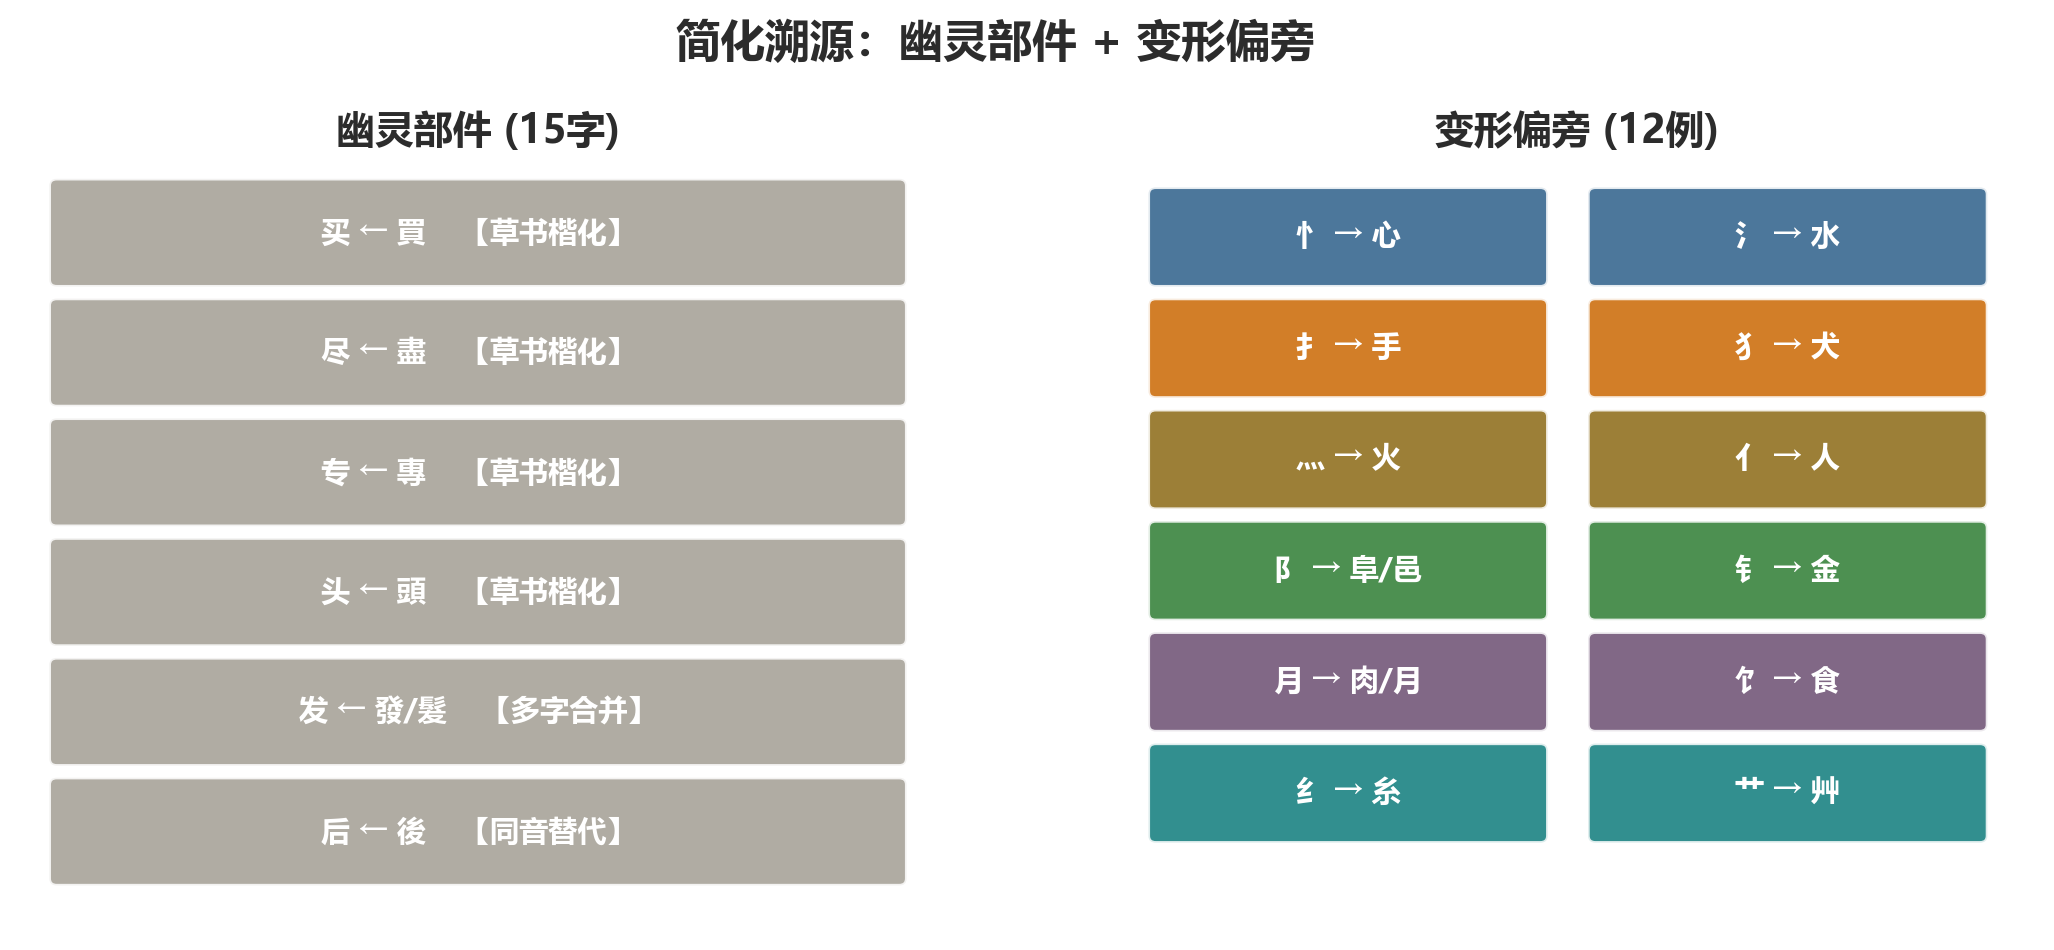 简化溯源：幽灵部件 + 变形偏旁
幽灵部件 (15字)
买 ← 買 【草书楷化】
尽 ← 盡 【草书楷化】
专 ← 專 【草书楷化】
头 ← 頭 【草书楷化】
发 ← 發/髮 【多字合并】
后 ← 後 【同音替代】
变形偏旁 (12例)
忄 → 心
氵 → 水
扌 → 手
犭 → 犬
灬 → 火
亻 → 人
阝 → 阜/邑
钅 → 金
月 → 肉/月
饣 → 食
纟 → 糸
艹 → 艸